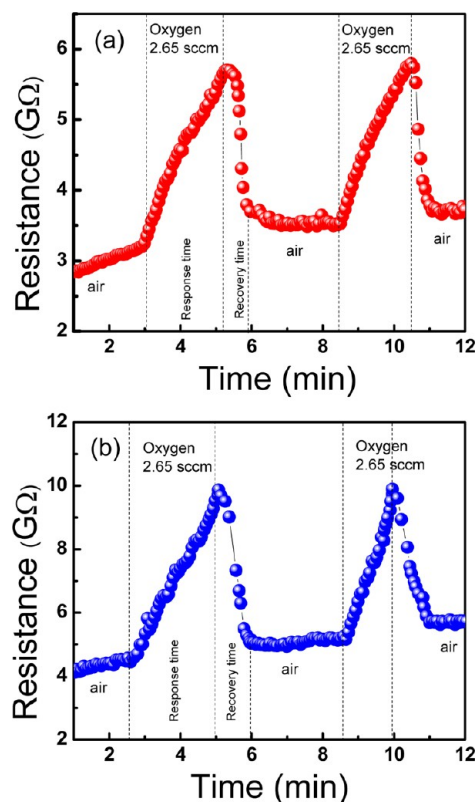 (a)
Oxygen
2.65 sccm
Oxygen
2.65 sccm
6
5
4
3
2
Resistance (GΩ)
air
Response time
Recovery time
air
air
2
4
6
8
10
12
Time (min)
(b)
Oxygen
2.65 sccm
Oxygen
2.65 sccm
12
10
8
6
4
2
Resistance (GΩ)
air
Response time
Recovery time
air
air
2
4
6
8
10
12
Time (min)